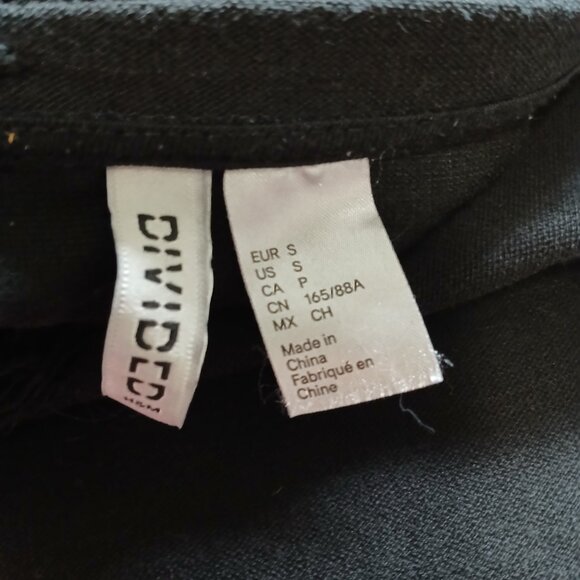 DIVIDED
H&M
EUR S
US S
CA P
CN 165/88A
MX CH
Made in
China
Fabriqué en
Chine